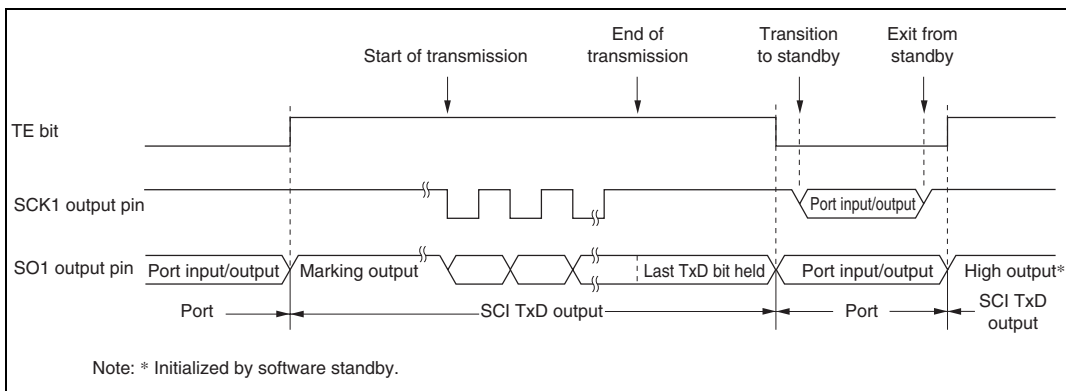 Start of transmission
End of
transmission
Transition
to standby
Exit from
standby
TE bit
SCK1 output pin
Port input/output
SO1 output pin
Port input/output
Marking output
Last TxD bit held
Port input/output
High output*
Port
SCI TxD output
Port
SCI TxD
output
Note: * Initialized by software standby.